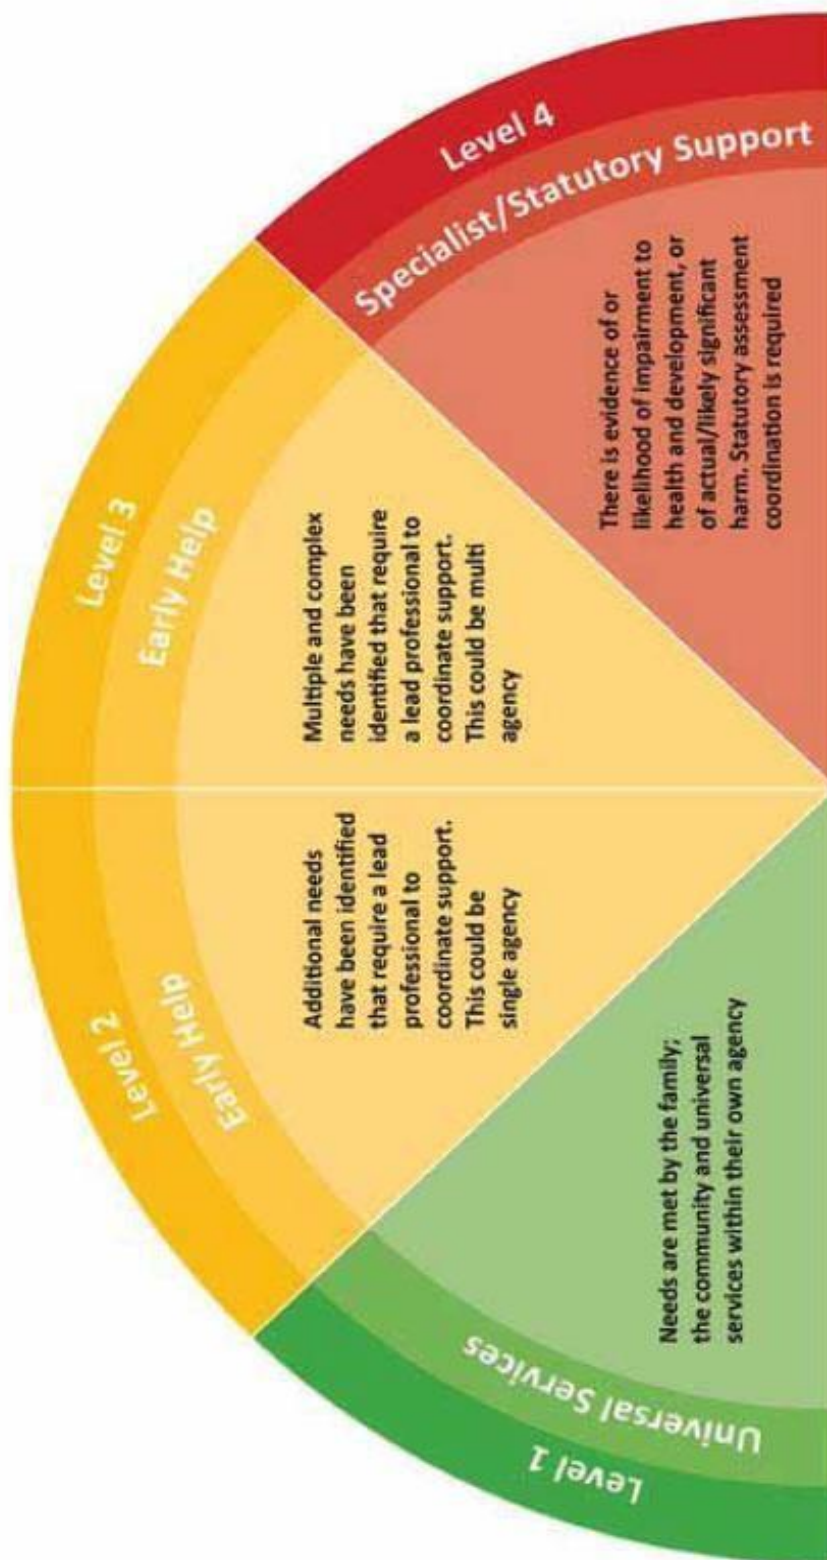 Level 1
Universal Services
Needs are met by the family;
the community and universal
services within their own agency
Level 2
Early Help
Additional needs
have been identified
that require a lead
professional to
coordinate support.
This could be
single agency
Level 3
Early Help
Multiple and complex
needs have been
identified that require
a lead professional to
coordinate support.
This could be multi
agency
Level 4
Specialist/Statutory Support
There is evidence of or
likelihood of impairment to
health and development, or
of actual/likely significant
harm. Statutory assessment
coordination is required